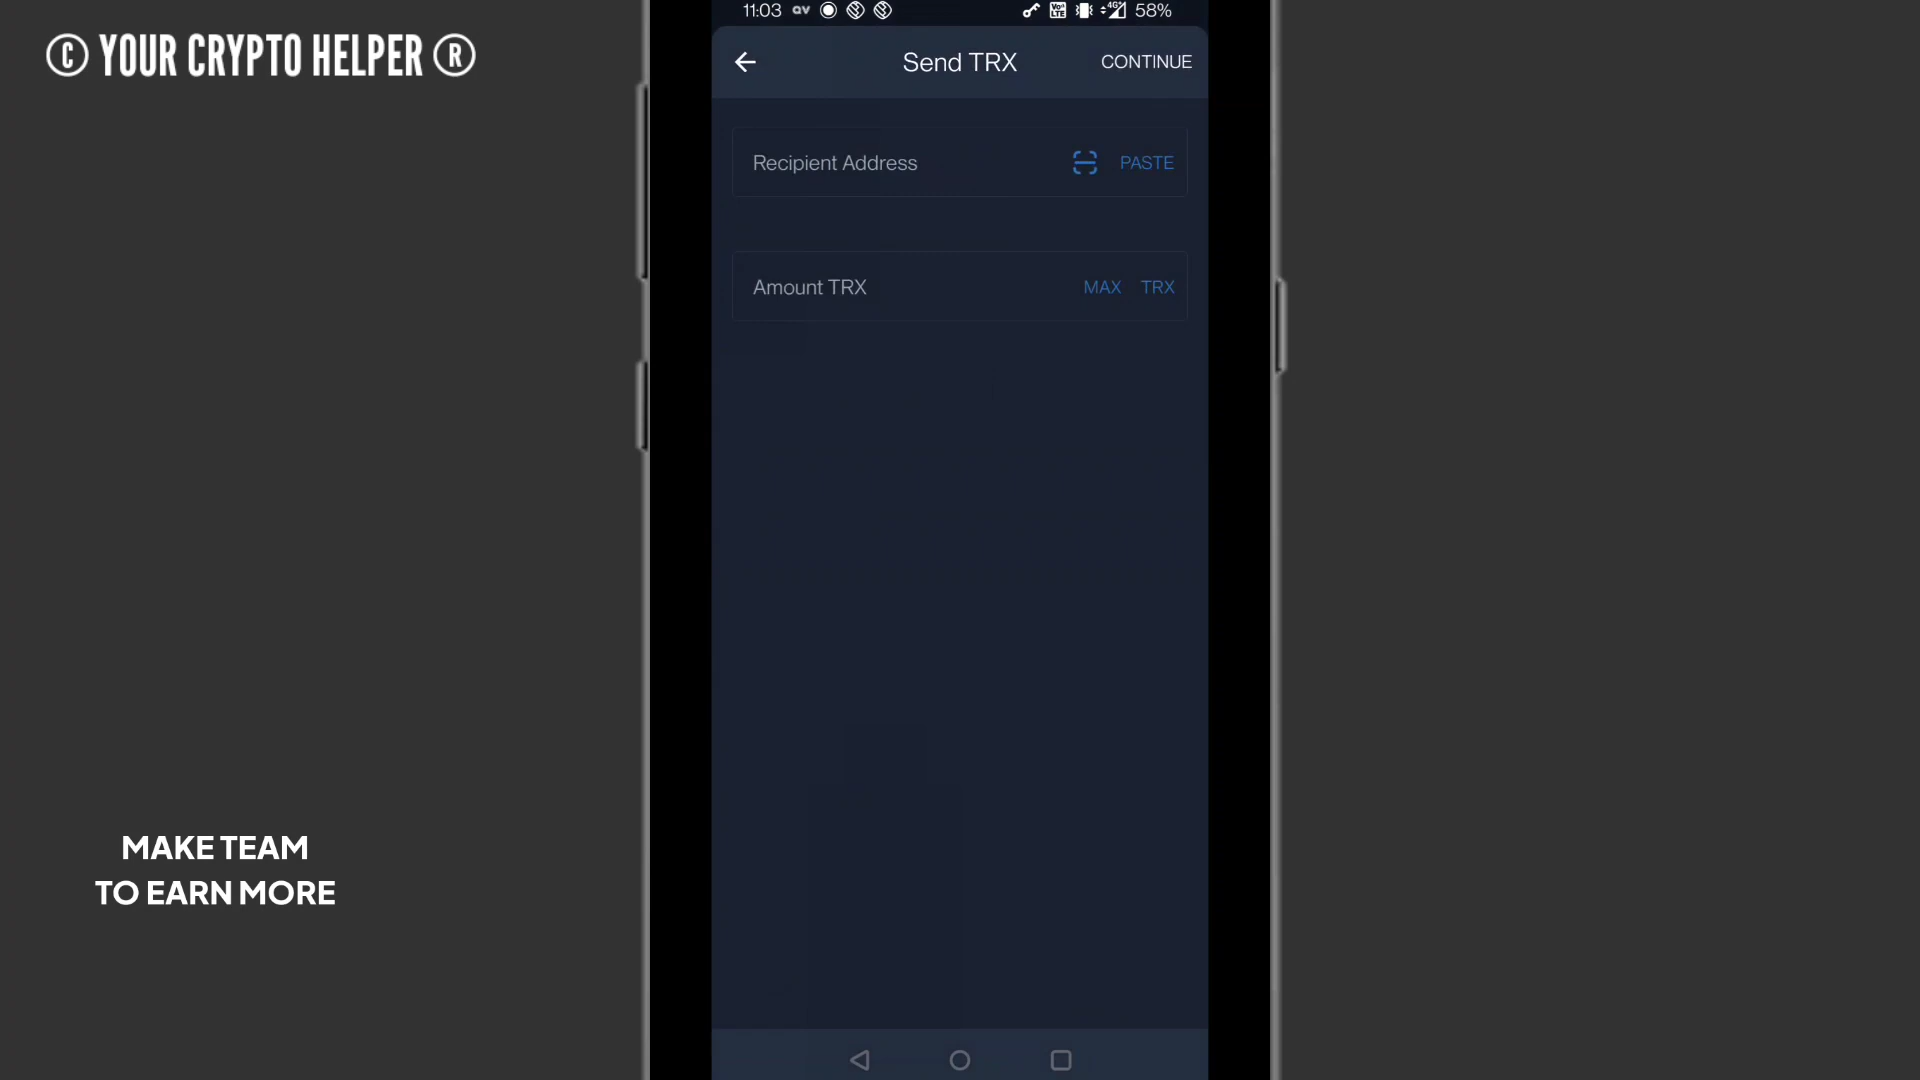 © YOUR CRYPTO HELPER ®
11:03 58%
Send TRX CONTINUE
Recipient Address PASTE
Amount TRX MAX TRX
MAKE TEAM
TO EARN MORE